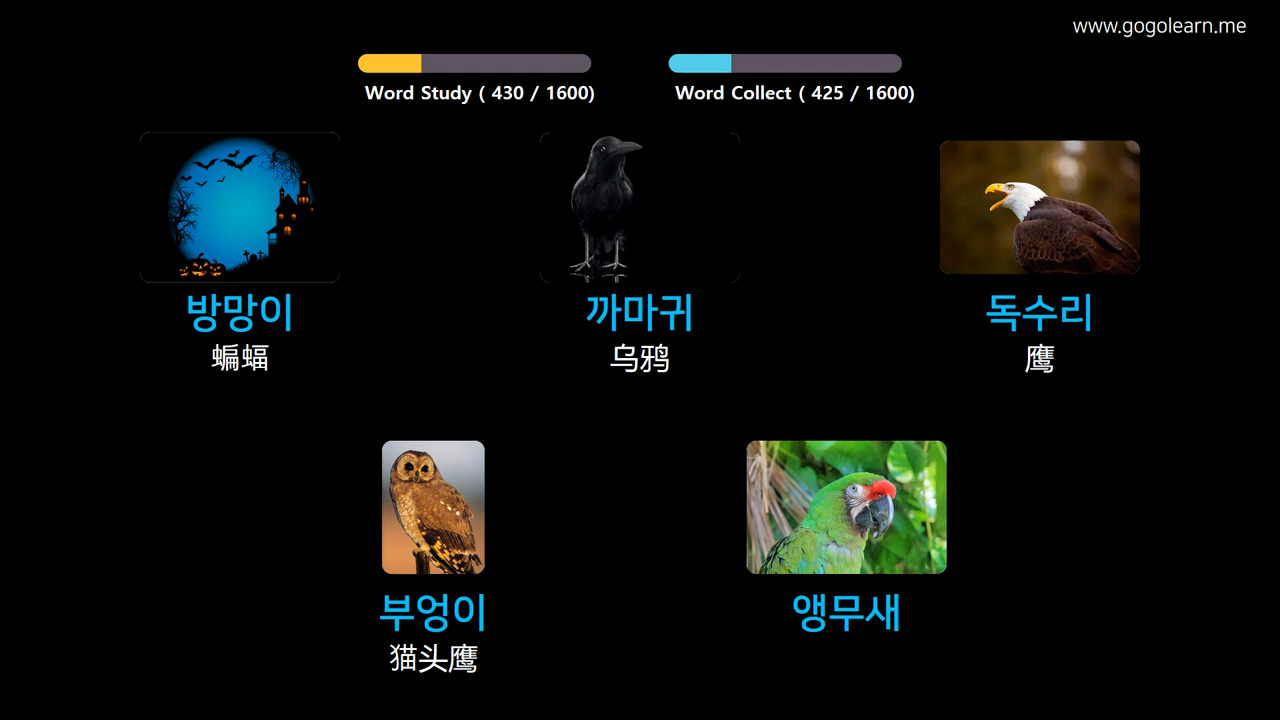 www.gogolearn.me
Word Study ( 430 / 1600)
Word Collect ( 425 / 1600)
방망이
蝙蝠
까마귀
乌鸦
독수리
鹰
부엉이
猫头鹰
앵무새